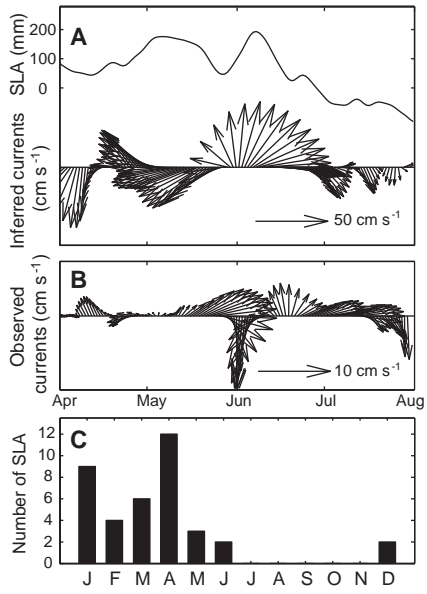 SLA (mm)
200
100
0
A
Inferred currents
(cm s-1)
50 cm s-1
B
Observed
currents (cm s-1)
10 cm s-1
Apr May Jun Jul Aug
C
Number of SLA
12
10
8
6
4
2
0
J F M A M J J A S O N D